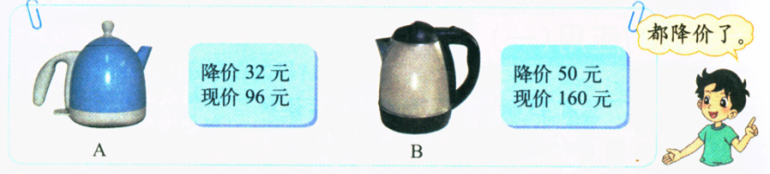 都降价了。
降价 32 元
现价 96 元
降价 50 元
现价 160 元
A
B